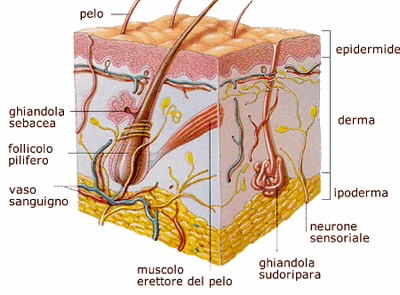 pelo
epidermide
ghiandola
sebacea
derma
follicolo
pilifero
vaso
sanguigno
ipoderma
neurone
sensoriale
muscolo
erettore del pelo
ghiandola
sudoripara